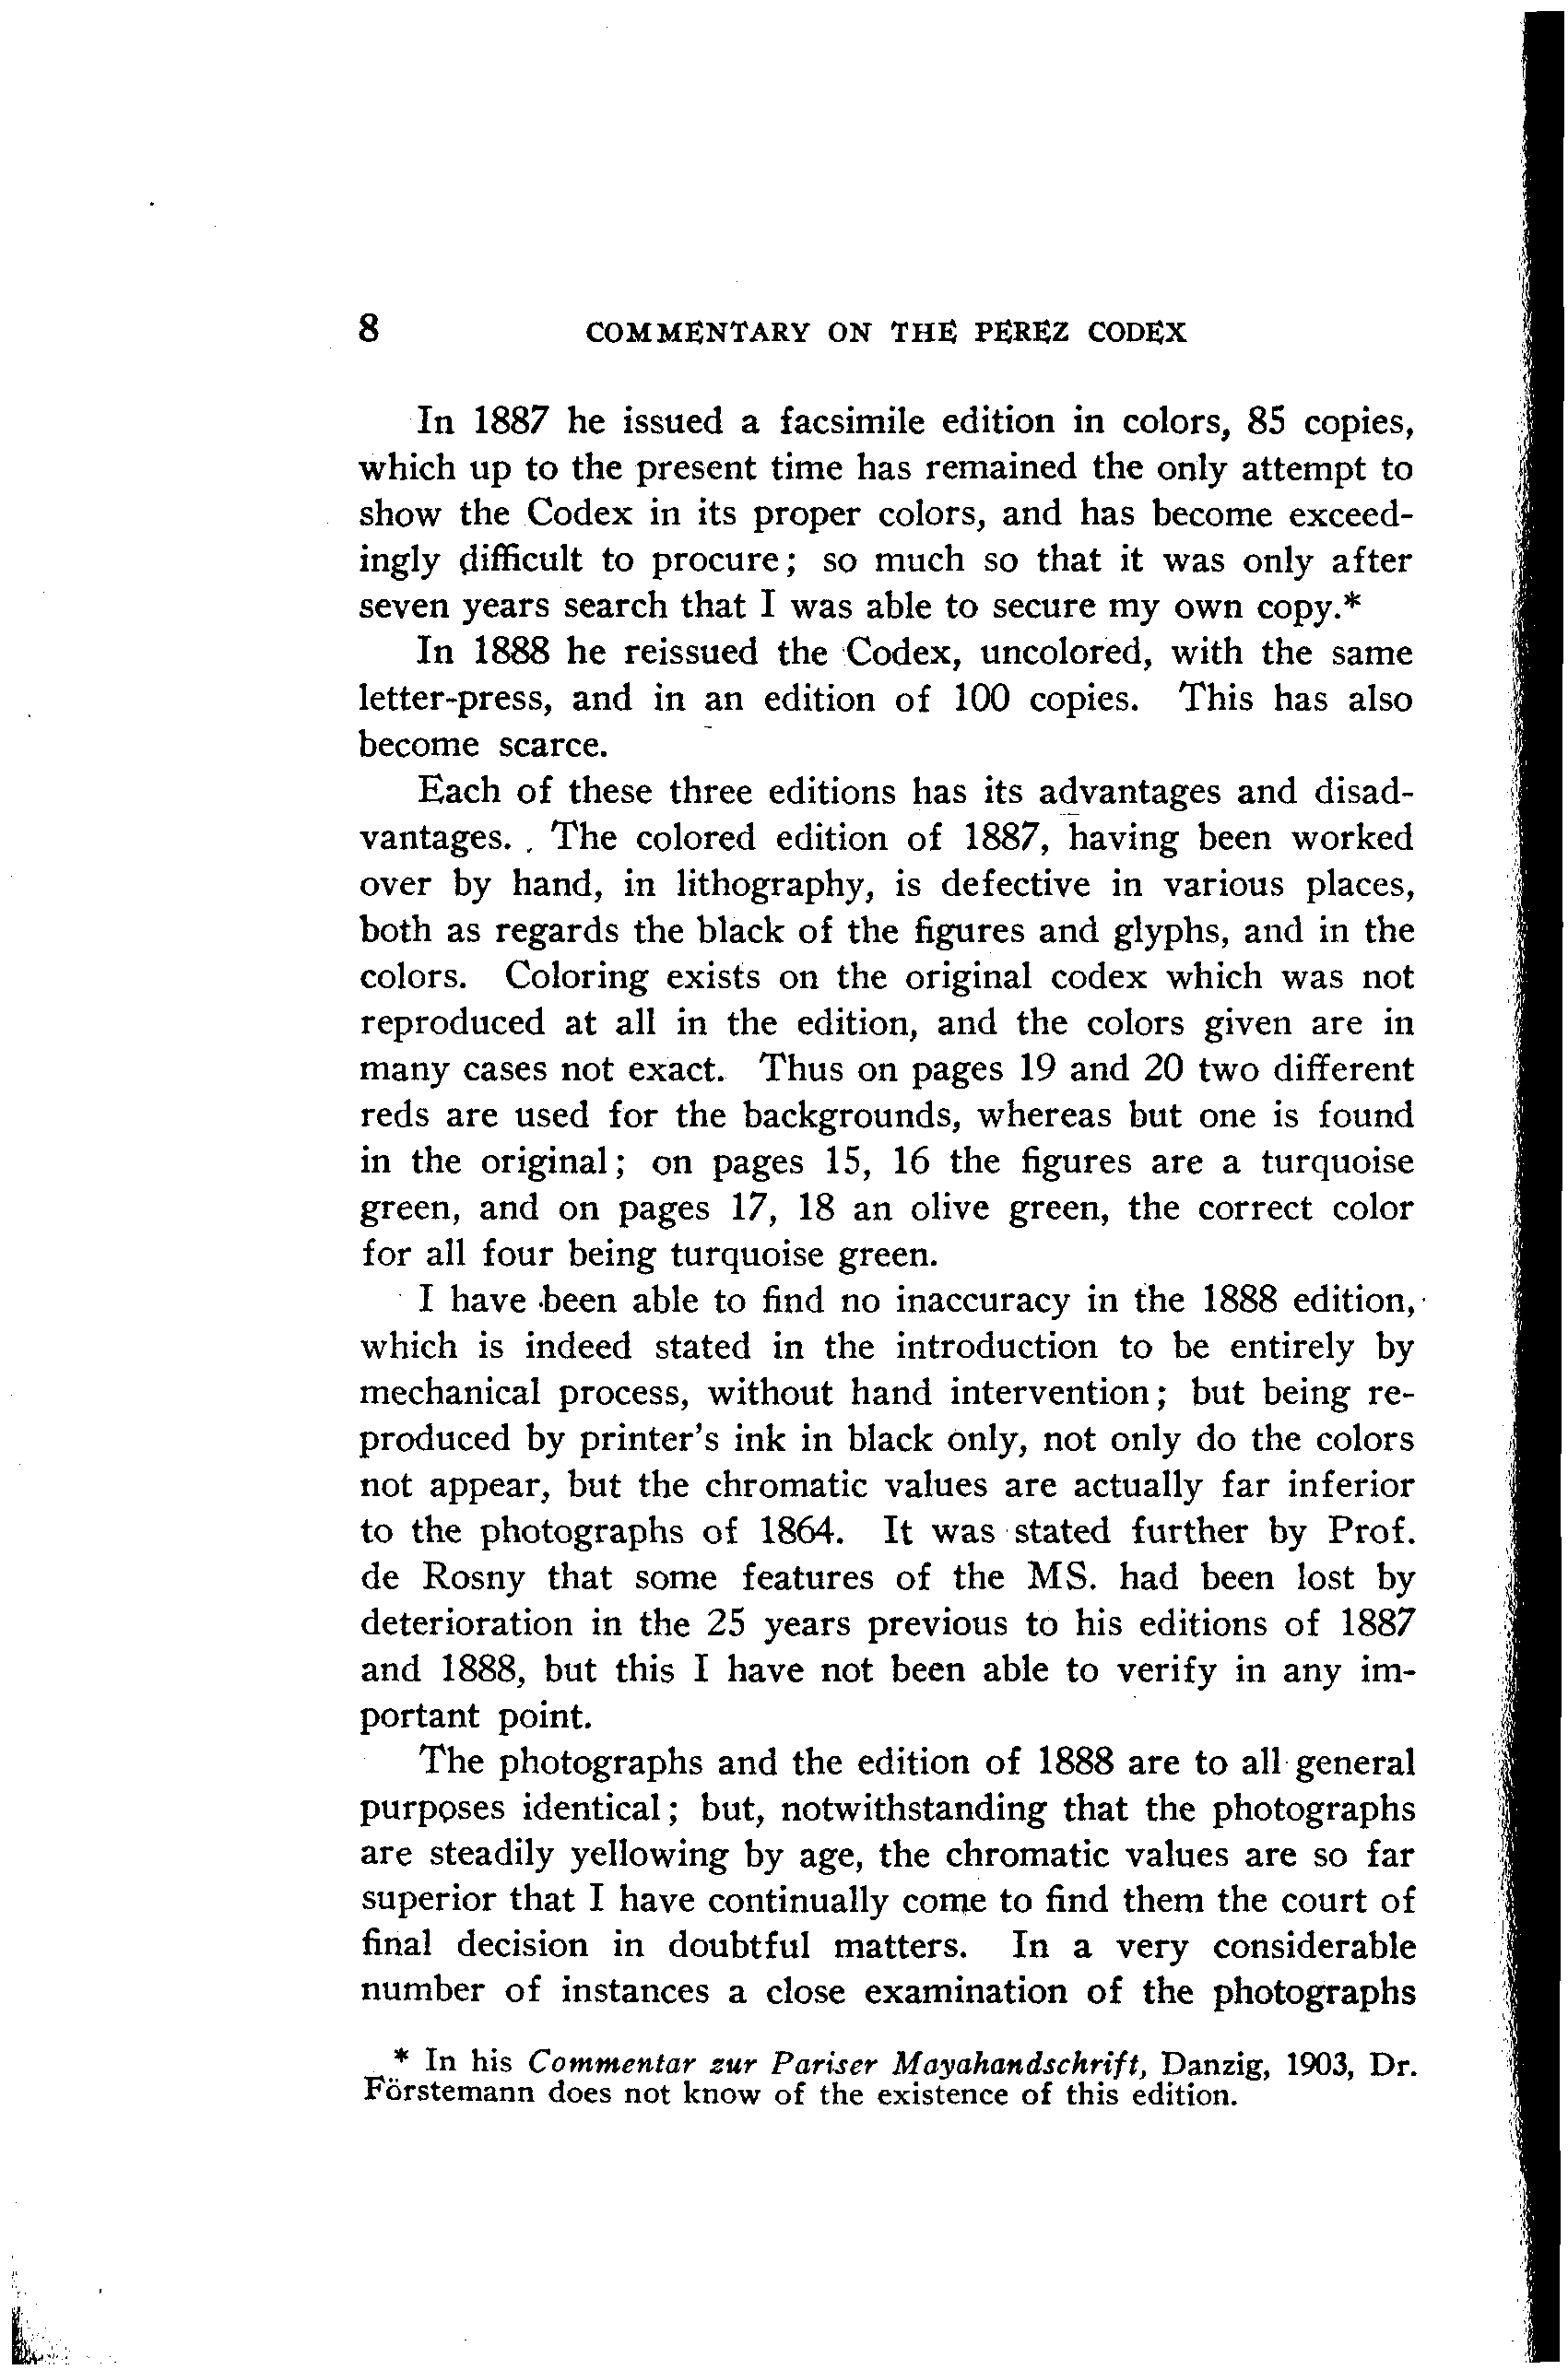 8 COMMENTARY ON THE PEREZ CODEX
In 1887 he issued a facsimile edition in colors, 85 copies,
which up to the present time has remained the only attempt to
show the Codex in its proper colors, and has become exceed-
ingly difficult to procure; so much so that it was only after
seven years search that I was able to secure my own copy.*
In 1888 he reissued the Codex, uncolored, with the same
letter-press, and in an edition of 100 copies. This has also
become scarce.
Each of these three editions has its advantages and disad-
vantages. The colored edition of 1887, having been worked
over by hand, in lithography, is defective in various places,
both as regards the black of the figures and glyphs, and in the
colors. Coloring exists on the original codex which was not
reproduced at all in the edition, and the colors given are in
many cases not exact. Thus on pages 19 and 20 two different
reds are used for the backgrounds, whereas but one is found
in the original; on pages 15, 16 the figures are a turquoise
green, and on pages 17, 18 an olive green, the correct color
for all four being turquoise green.
I have been able to find no inaccuracy in the 1888 edition,
which is indeed stated in the introduction to be entirely by
mechanical process, without hand intervention; but being re-
produced by printer's ink in black only, not only do the colors
not appear, but the chromatic values are actually far inferior
to the photographs of 1864. It was stated further by Prof.
de Rosny that some features of the MS. had been lost by
deterioration in the 25 years previous to his editions of 1887
and 1888, but this I have not been able to verify in any im-
portant point.
The photographs and the edition of 1888 are to all general
purposes identical; but, notwithstanding that the photographs
are steadily yellowing by age, the chromatic values are so far
superior that I have continually come to find them the court of
final decision in doubtful matters. In a very considerable
number of instances a close examination of the photographs
* In his Commentar zur Pariser Mayahandschrift, Danzig, 1903, Dr.
Förstemann does not know of the existence of this edition.